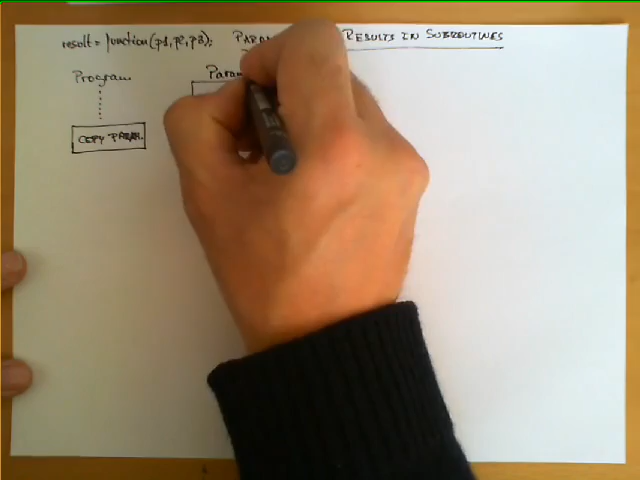 result = function(p1, p2, p3); RESULTS IN SUBROUTINES
Program
COPY PARAM.